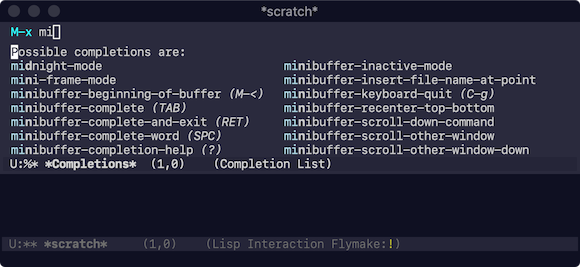 *scratch*
M-x mi
Possible completions are:
midnight-mode minibuffer-inactive-mode
mini-frame-mode minibuffer-insert-file-name-at-point
minibuffer-beginning-of-buffer (M-<) minibuffer-keyboard-quit (C-g)
minibuffer-complete (TAB) minibuffer-recenter-top-bottom
minibuffer-complete-and-exit (RET) minibuffer-scroll-down-command
minibuffer-complete-word (SPC) minibuffer-scroll-other-window
minibuffer-completion-help (?) minibuffer-scroll-other-window-down
U:%* *Completions* (1,0) (Completion List)
U:** *scratch* (1,0) (Lisp Interaction Flymake:!)